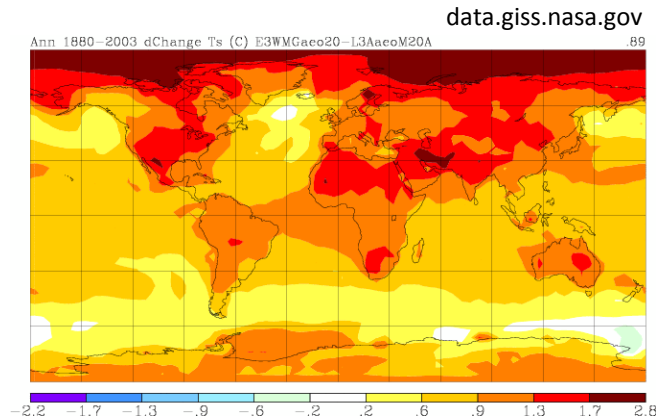 data.giss.nasa.gov
Ann 1880-2003 dChange Ts (C) E3WMGaeo20-L3AaeoM20A .89
-2.2 -1.7 -1.3 -.9 -.6 -.2 .2 .6 .9 1.3 1.7 2.8